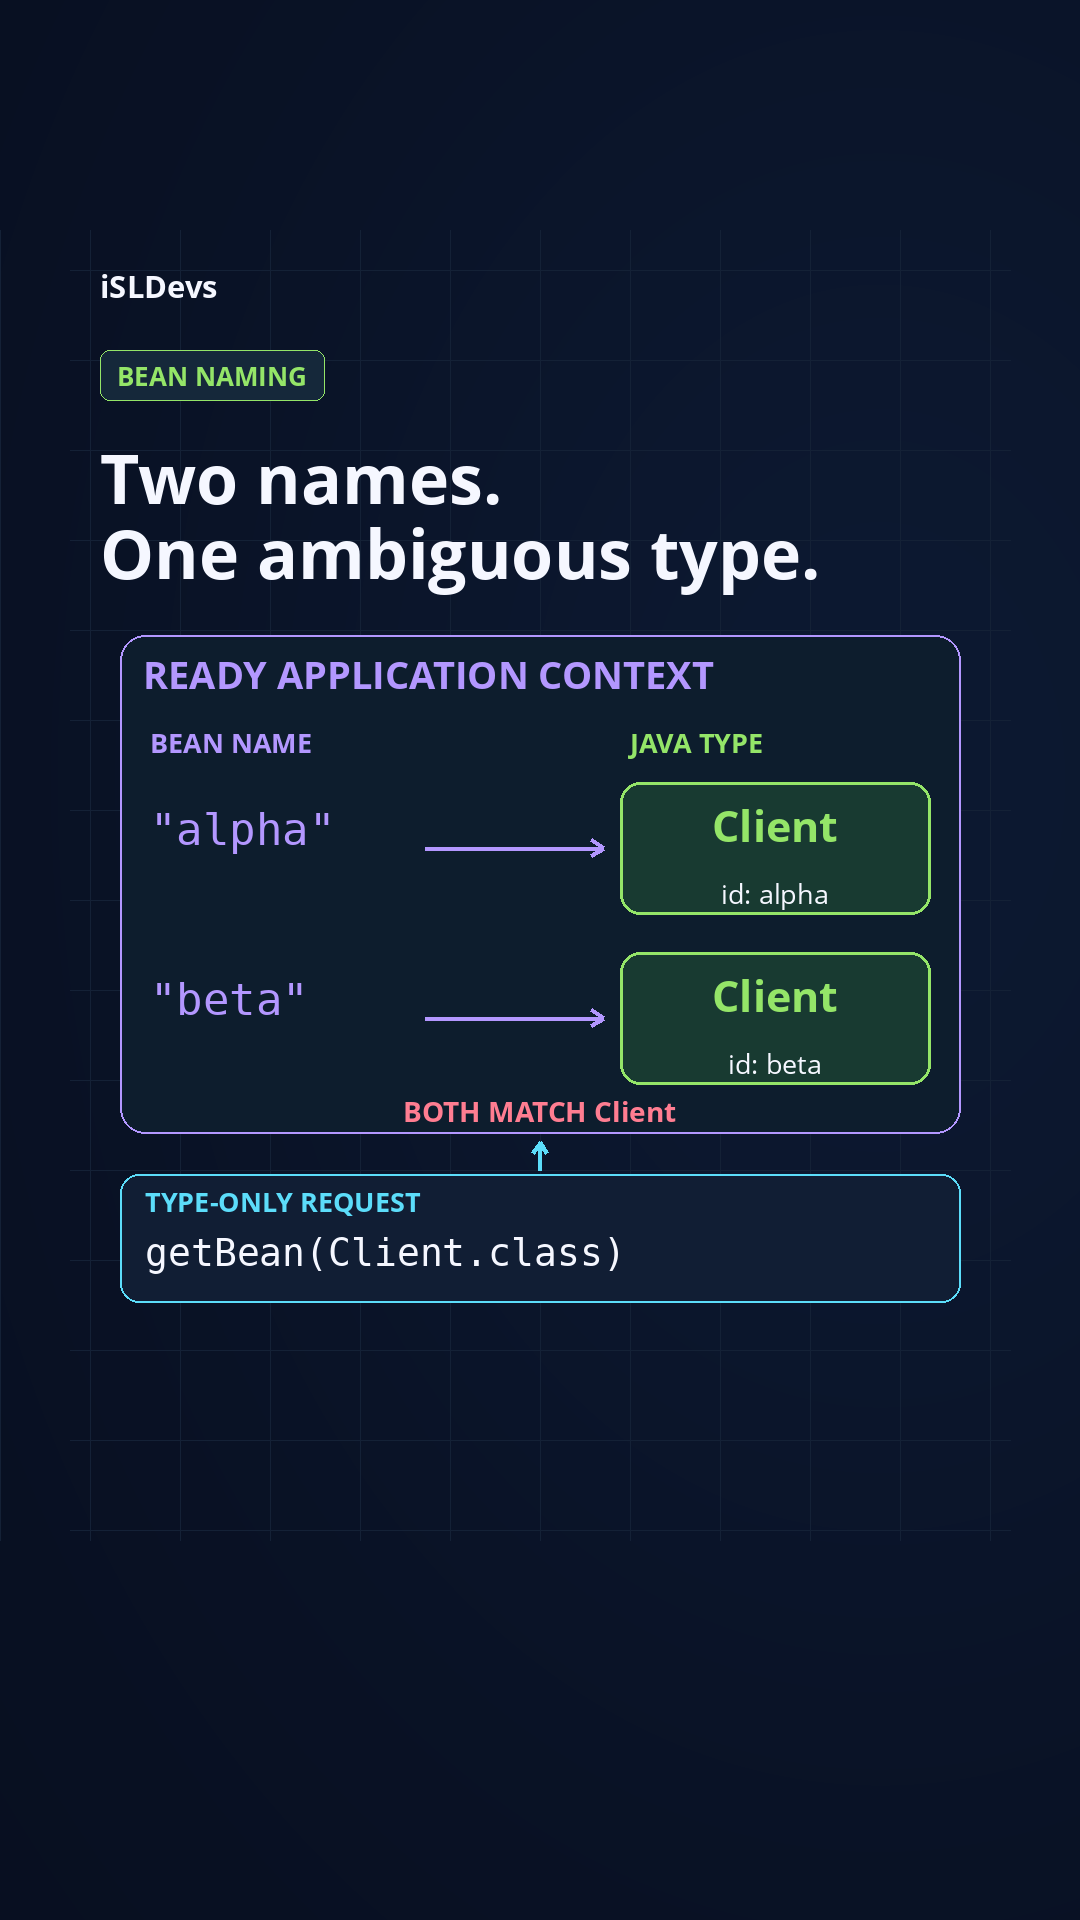 iSLDevs
BEAN NAMING
Two names.
One ambiguous type.
READY APPLICATION CONTEXT
BEAN NAME
JAVA TYPE
"alpha"
Client
id: alpha
"beta"
Client
id: beta
BOTH MATCH Client
TYPE-ONLY REQUEST
getBean(Client.class)